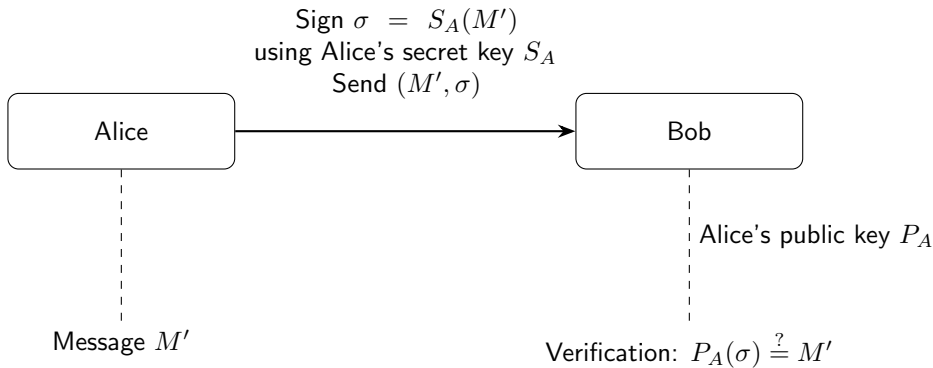 Sign σ = S_A(M′)
using Alice's secret key S_A
Send (M′, σ)
Alice
Bob
Alice's public key P_A
Message M′
Verification: P_A(σ) ≟ M′